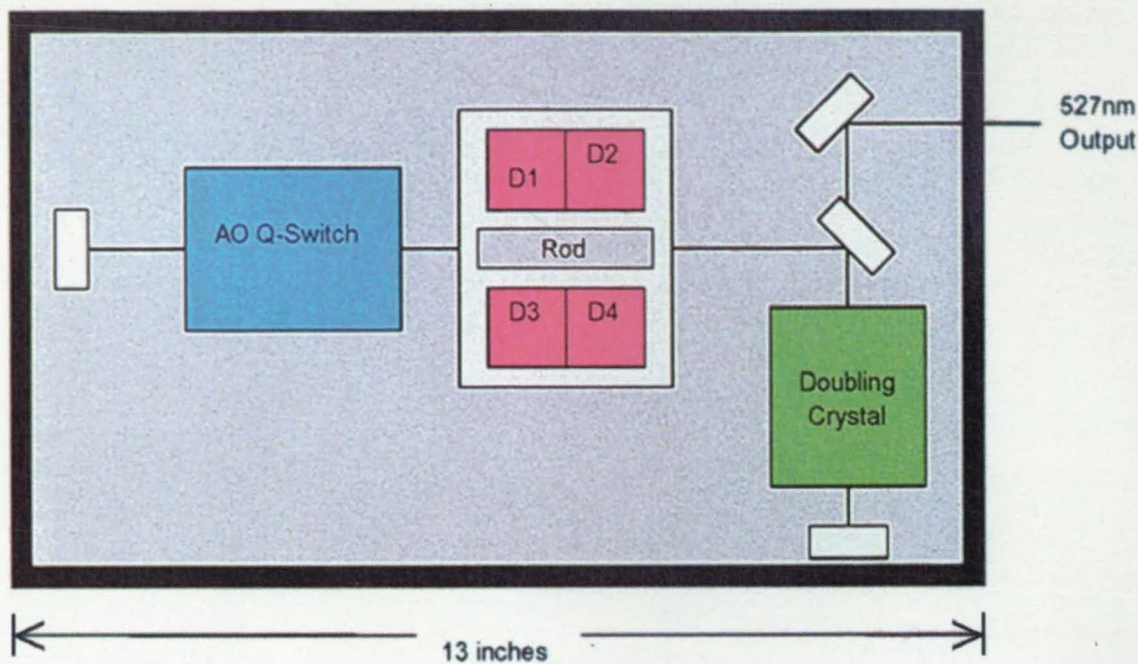 527nm
Output
D1
D2
AO Q-Switch
Rod
D3
D4
Doubling
Crystal
13 inches